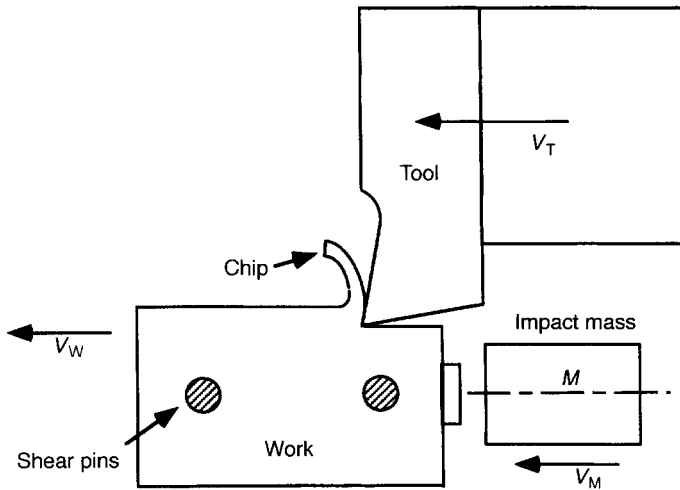 V_T
Tool
Chip
Impact mass
V_W
M
Work
Shear pins
V_M